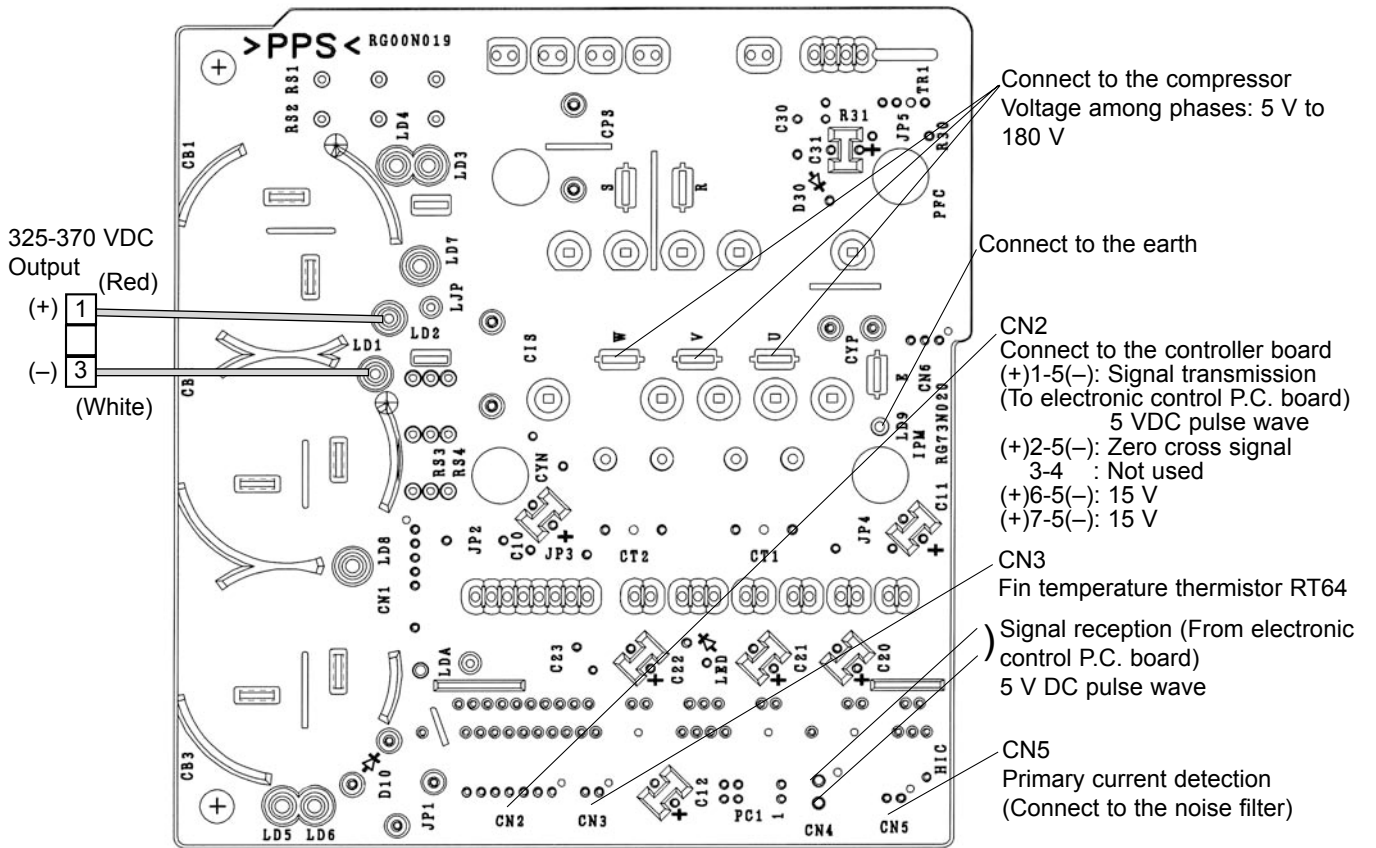 >PPS< RG00N019
RS1
RS2
LD4
LD3
CB1
CPS
S
R
C30
R31
C31
D30
JP5
TR1
R30
PFC
Connect to the compressor
Voltage among phases: 5 V to
180 V
325-370 VDC
Output
(Red)
(+) 1
(–) 3
(White)
LD7
LJP
LD2
LD1
CB
CIS
W
V
U
CYP
E
CN6
LD9
IPM
RG73N020
Connect to the earth
CN2
Connect to the controller board
(+)1-5(–): Signal transmission
(To electronic control P.C. board)
5 VDC pulse wave
(+)2-5(–): Zero cross signal
3-4 : Not used
(+)6-5(–): 15 V
(+)7-5(–): 15 V
RS3
RS4
CYN
JP2
C10
JP3
CT2
CT1
JP4
C11
LD8
CN1
CN3
Fin temperature thermistor RT64
LDA
C23
C22
LED
C21
C20
Signal reception (From electronic
control P.C. board)
5 V DC pulse wave
CB3
D10
JP1
LD5 LD6
CN2
CN3
C12
PC1
1
CN4
CN5
HIC
CN5
Primary current detection
(Connect to the noise filter)